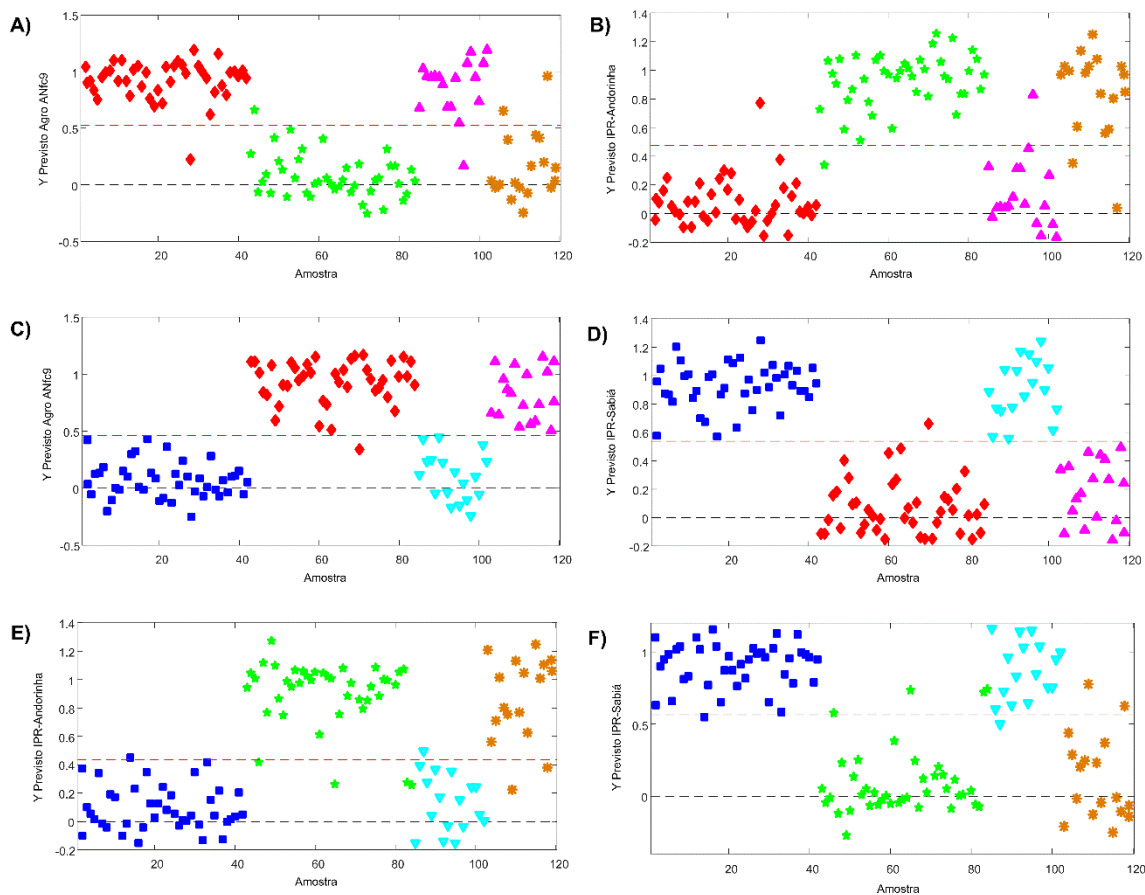 A)
Y Previsto Agro ANfc9
1.5
1
0.5
0
-0.5
0 20 40 60 80 100 120
Amostra
B)
Y Previsto IPR-Andorinha
1.4
1.2
1
0.8
0.6
0.4
0.2
0
-0.2
20 40 60 80 100 120
Amostra
C)
Y Previsto Agro ANfc9
1.5
1
0.5
0
-0.5
20 40 60 80 100 120
Amostra
D)
Y Previsto IPR-Sabiá
1.4
1.2
1
0.8
0.6
0.4
0.2
0
-0.2
20 40 60 80 100 120
Amostra
E)
Y Previsto IPR-Andorinha
1.4
1.2
1
0.8
0.6
0.4
0.2
0
-0.2
20 40 60 80 100 120
Amostra
F)
Y Previsto IPR-Sabiá
1
0.5
0
20 40 60 80 100 120
Amostra